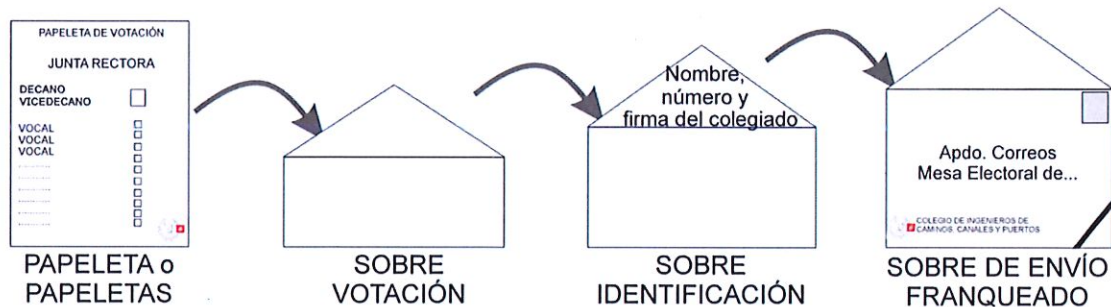 PAPELETA DE VOTACIÓN
JUNTA RECTORA
DECANO
VICEDECANO
VOCAL
VOCAL
VOCAL
PAPELETA o
PAPELETAS
SOBRE
VOTACIÓN
Nombre,
número y
firma del colegiado
SOBRE
IDENTIFICACIÓN
Apdo. Correos
Mesa Electoral de...
COLEGIO DE INGENIEROS DE
CAMINOS, CANALES Y PUERTOS
SOBRE DE ENVÍO
FRANQUEADO